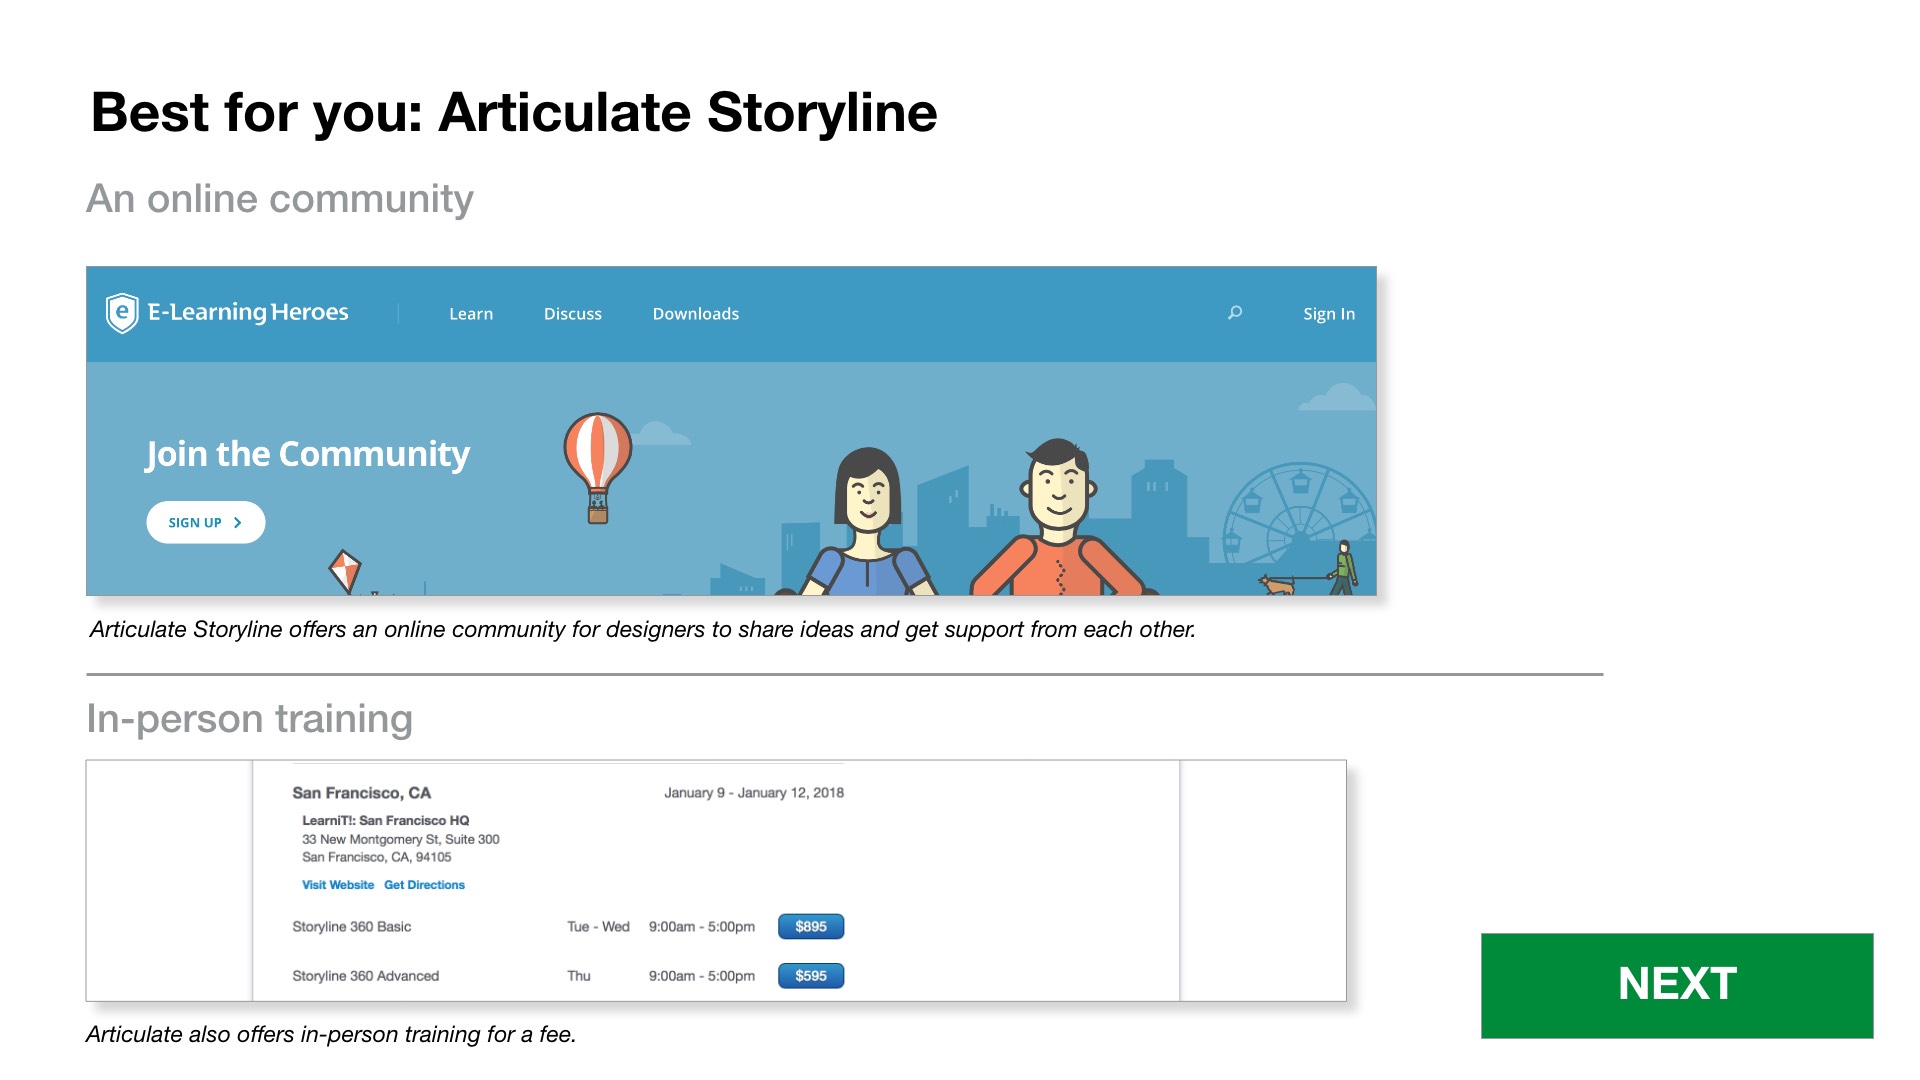 Best for you: Articulate Storyline
An online community
e E-Learning Heroes Learn Discuss Downloads Sign In
Join the Community
SIGN UP
Articulate Storyline offers an online community for designers to share ideas and get support from each other.
In-person training
San Francisco, CA January 9 - January 12, 2018
LearniT!: San Francisco HQ
33 New Montgomery St, Suite 300
San Francisco, CA, 94105
Visit Website Get Directions
Storyline 360 Basic Tue - Wed 9:00am - 5:00pm $895
Storyline 360 Advanced Thu 9:00am - 5:00pm $595
Articulate also offers in-person training for a fee.
NEXT